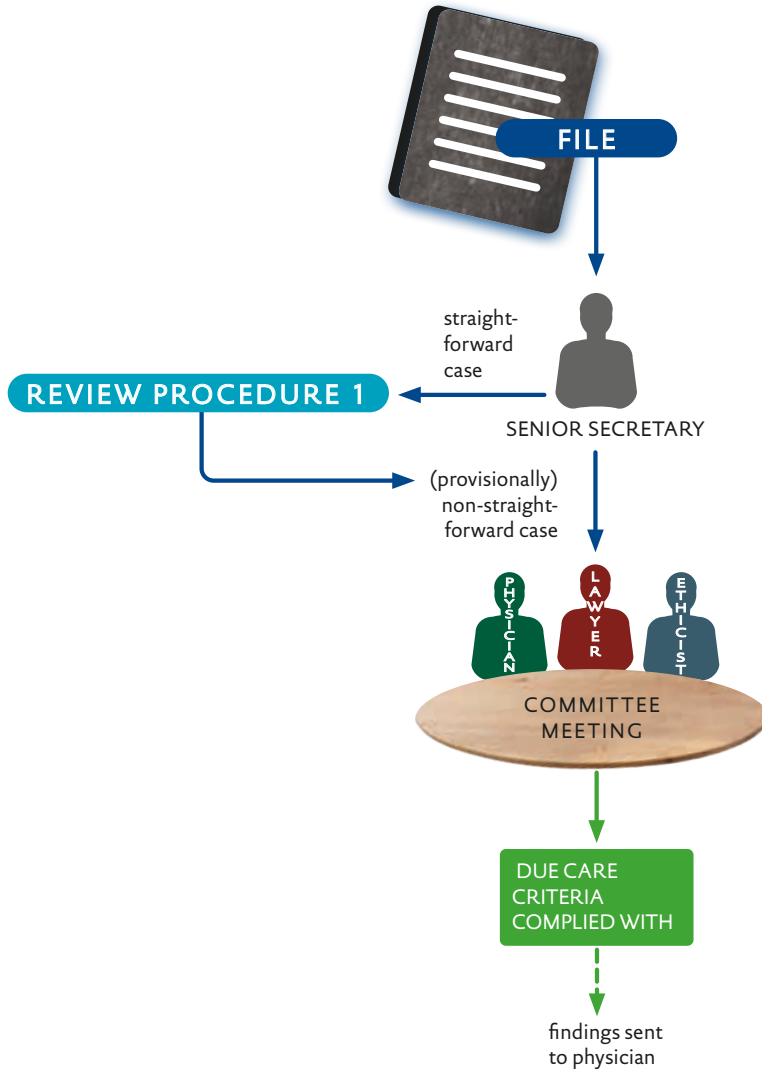 FILE
straight-
forward
case
REVIEW PROCEDURE 1
SENIOR SECRETARY
(provisionally)
non-straight-
forward case
PHYSICIAN
LAWYER
ETHICIST
COMMITTEE
MEETING
DUE CARE
CRITERIA
COMPLIED WITH
findings sent
to physician